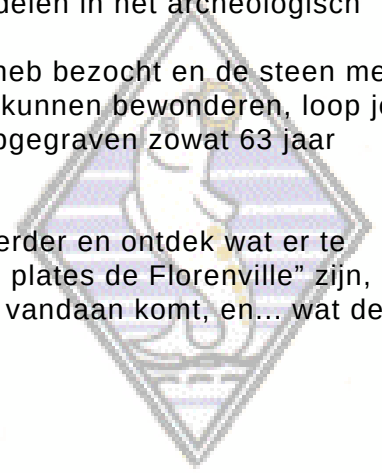 delen in het archeologisch
heb bezocht en de steen me
kunnen bewonderen, loop je
pgegraven zowat 63 jaar
erder en ontdek wat er te
plates de Florenville” zijn,
vandaan komt, en... wat de